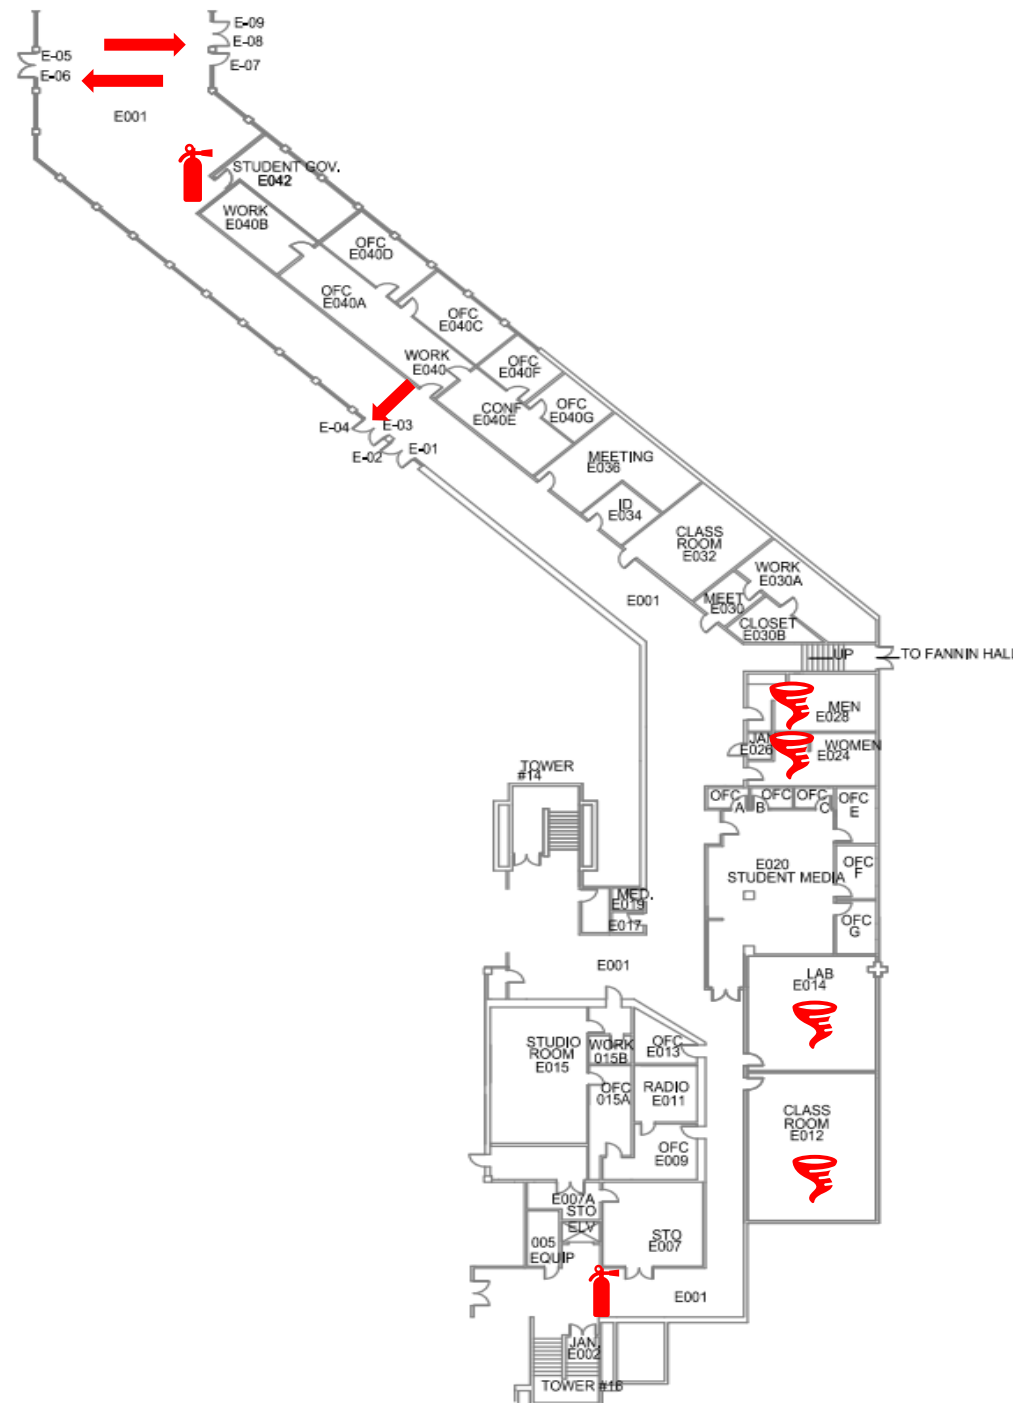 E-09
E-08
E-05
E-07
E-06
E001
STUDENT GOV.
E042
WORK
E040B
OFC
E040D
OFC
E040A
OFC
E040C
WORK
E040
OFC
E040F
OFC
E040G
CONF
E040E
E-04
E-03
E-02
E-01
MEETING
E036
ID
E034
CLASS
ROOM
E032
WORK
E030A
MEET
E030
CLOSET
E030B
E001
UP
TO FANNIN HALL
MEN
E028
JAN
E026
WOMEN
E024
TOWER
#14
OFC
A
OFC
B
OFC
C
OFC
E
E020
STUDENT MEDIA
OFC
F
OFC
G
MED.
E019
E017
E001
LAB
E014
STUDIO
ROOM
E015
WORK
015B
OFC
E013
OFC
015A
RADIO
E011
CLASS
ROOM
E012
OFC
E009
E007A
STO
ELV
STO
E007
005
EQUIP
E001
JAN.
E002
TOWER #16